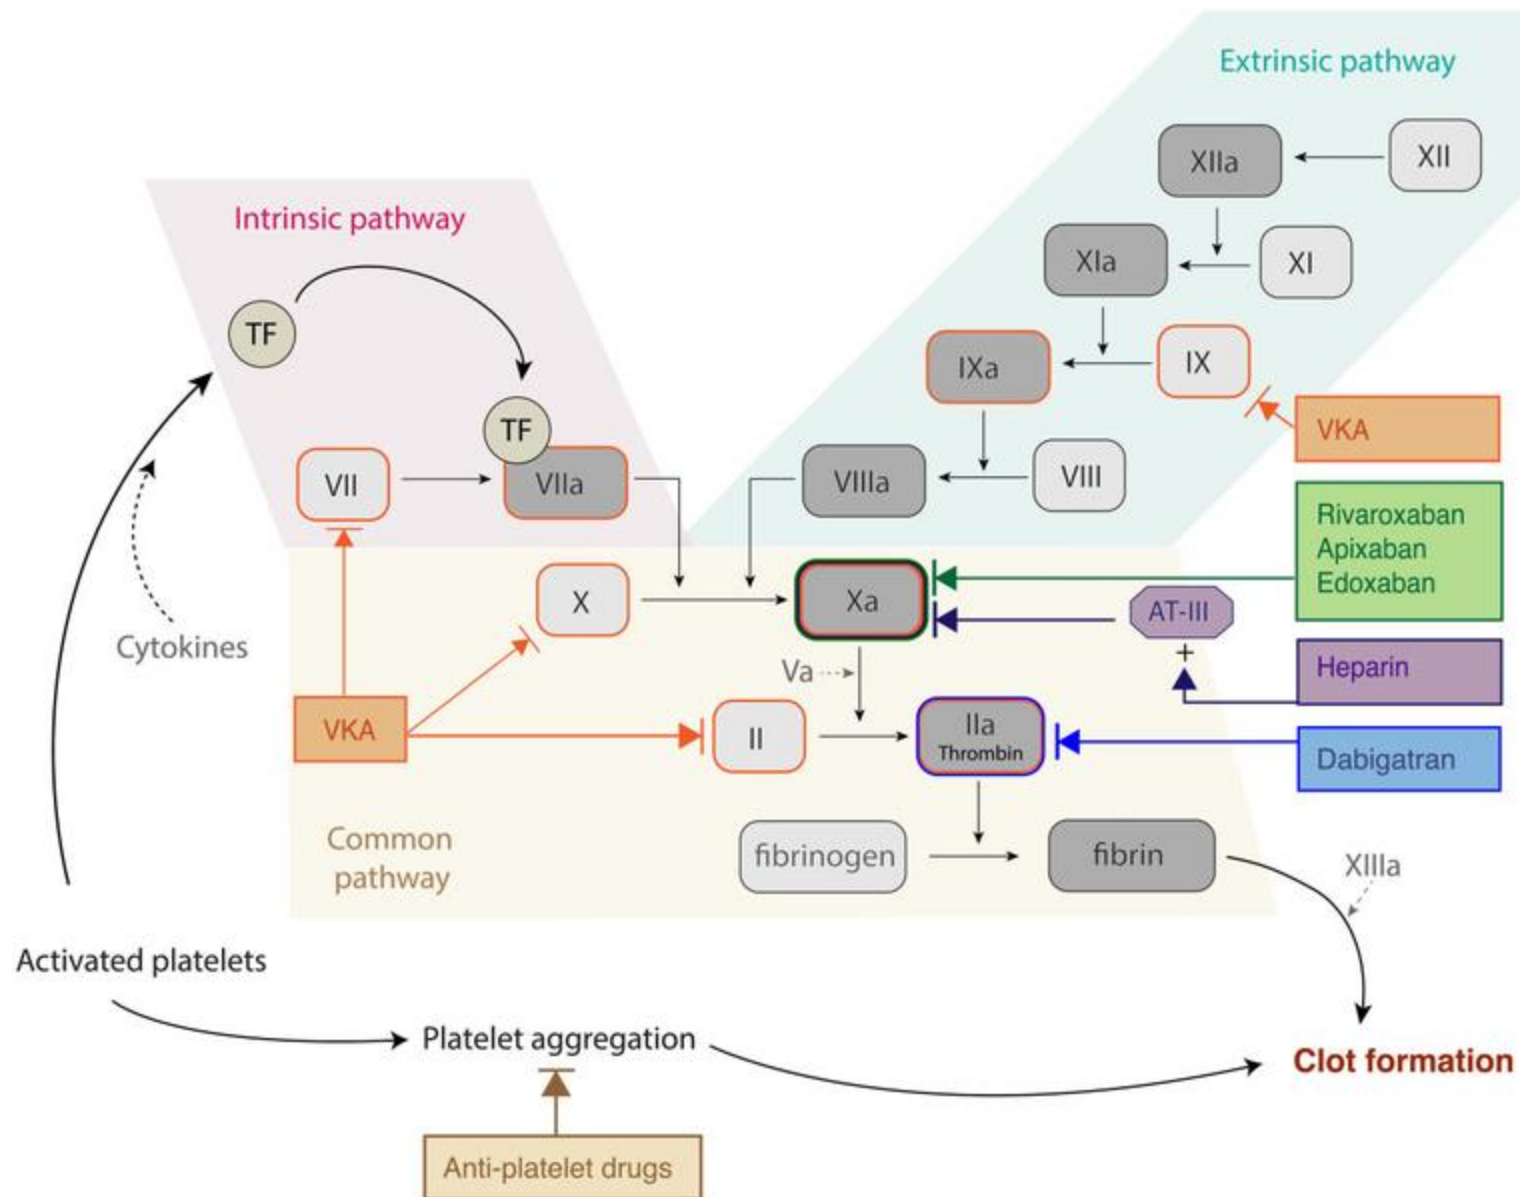 Extrinsic pathway
XIIa
XII
Intrinsic pathway
XIa
XI
TF
IXa
IX
VKA
TF
VII
VIIa
VIIIa
VIII
Rivaroxaban
Apixaban
Edoxaban
X
Xa
AT-III
+
Cytokines
Va
Heparin
VKA
II
IIa
Thrombin
Dabigatran
Common
pathway
fibrinogen
fibrin
XIIIa
Activated platelets
Platelet aggregation
Clot formation
Anti-platelet drugs